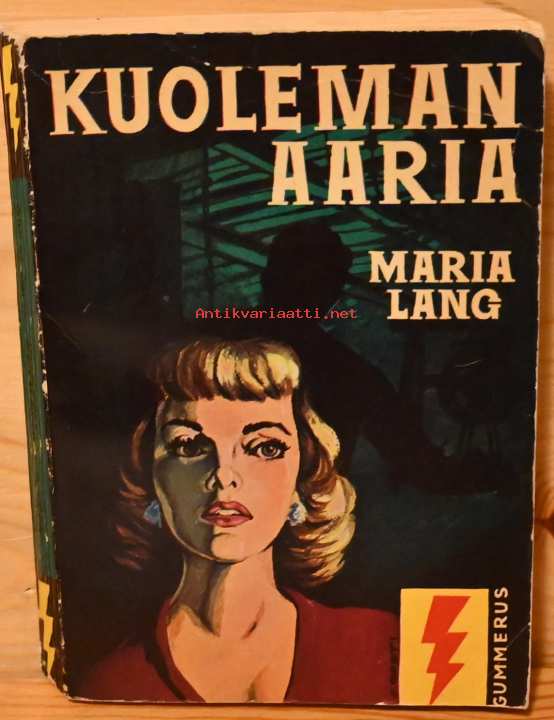 KUOLEMAN
AARIA
MARIA
LANG
Antikvariaatti.net
GUMMERUS